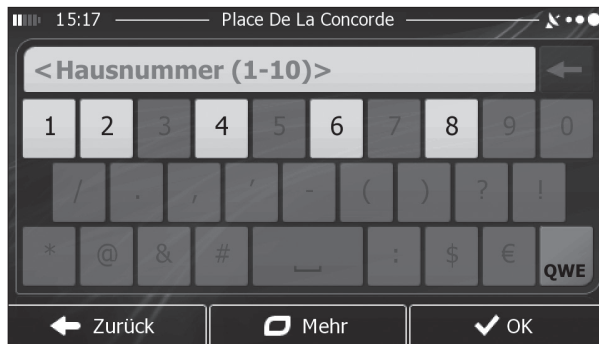 15:17 Place De La Concorde
<Hausnummer (1-10)>
1 2 3 4 5 6 7 8 9 0
/ . , ' - ( ) ? !
* @ & # : $ € QWE
Zurück Mehr OK